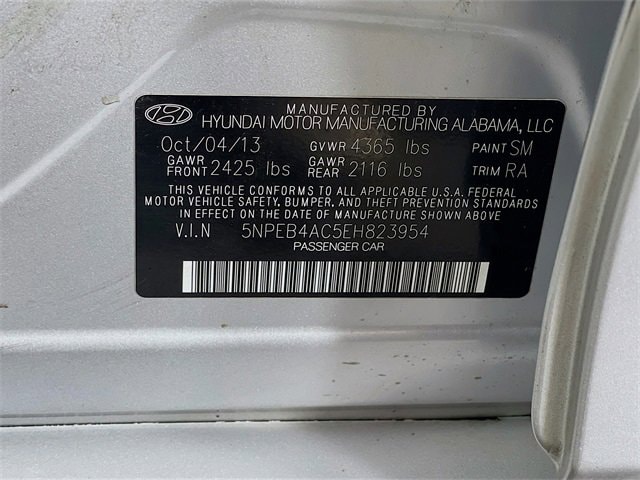 MANUFACTURED BY
HYUNDAI MOTOR MANUFACTURING ALABAMA, LLC
Oct/04/13 GVWR 4365 lbs PAINT SM
GAWR FRONT 2425 lbs GAWR REAR 2116 lbs TRIM RA
THIS VEHICLE CONFORMS TO ALL APPLICABLE U.S.A. FEDERAL
MOTOR VEHICLE SAFETY, BUMPER, AND THEFT PREVENTION STANDARDS
IN EFFECT ON THE DATE OF MANUFACTURE SHOWN ABOVE
V.I.N 5NPEB4AC5EH823954
PASSENGER CAR